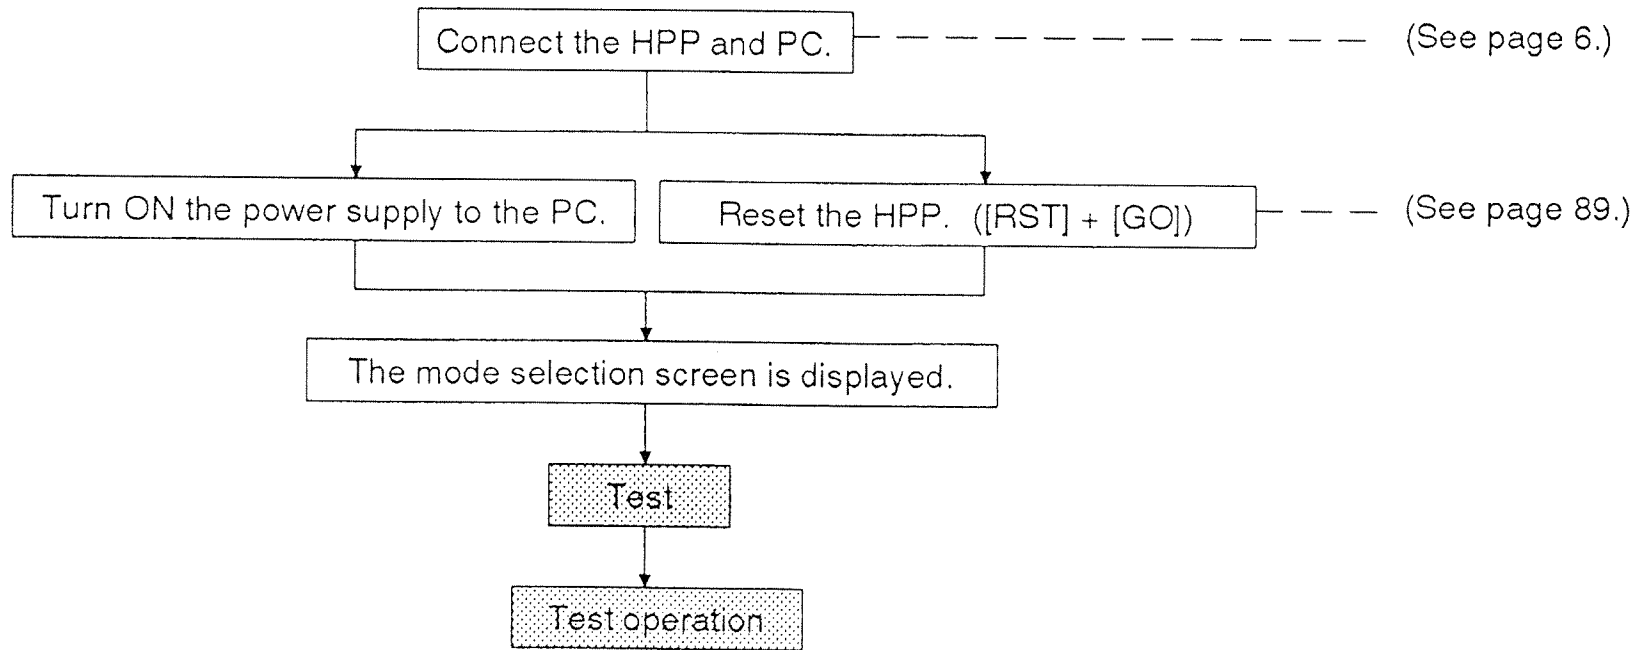 Connect the HPP and PC.
(See page 6.)
Turn ON the power supply to the PC.
Reset the HPP. ([RST] + [GO])
(See page 89.)
The mode selection screen is displayed.
Test
Test operation